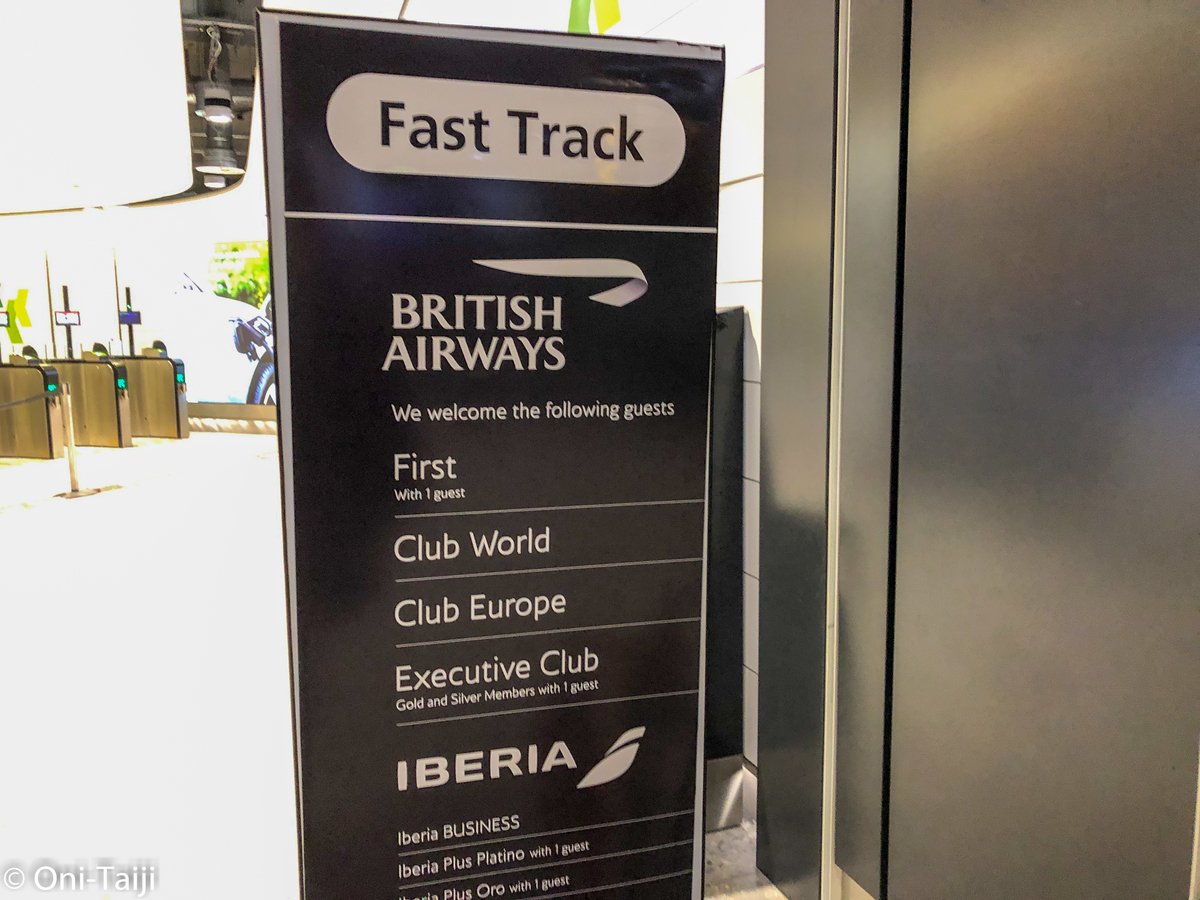 Fast Track
BRITISH
AIRWAYS
We welcome the following guests
First
With 1 guest
Club World
Club Europe
Executive Club
Gold and Silver Members with 1 guest
IBERIA
Iberia BUSINESS
Iberia Plus Platino with 1 guest
Iberia Plus Oro with 1 guest
© Oni-Taiji